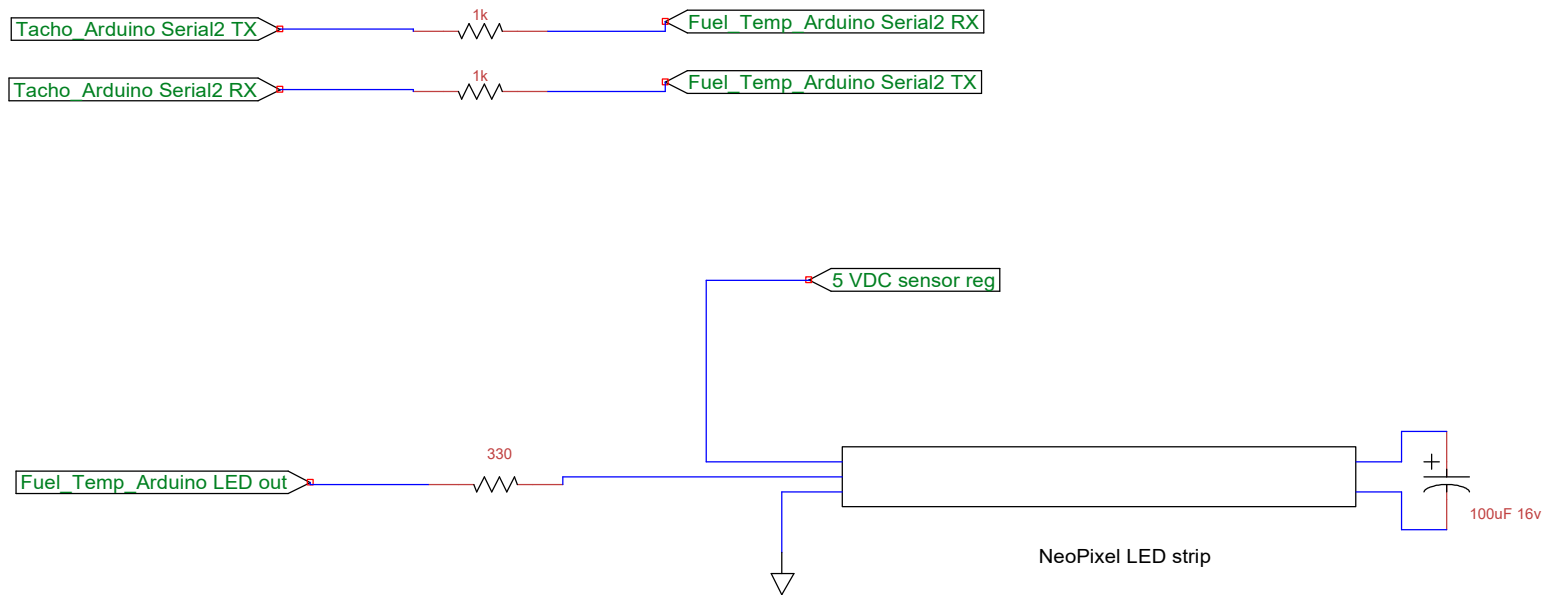 1k
Tacho_Arduino Serial2 TX
Fuel_Temp_Arduino Serial2 RX
1k
Tacho_Arduino Serial2 RX
Fuel_Temp_Arduino Serial2 TX
5 VDC sensor reg
330
Fuel_Temp_Arduino LED out
+
100uF 16v
NeoPixel LED strip